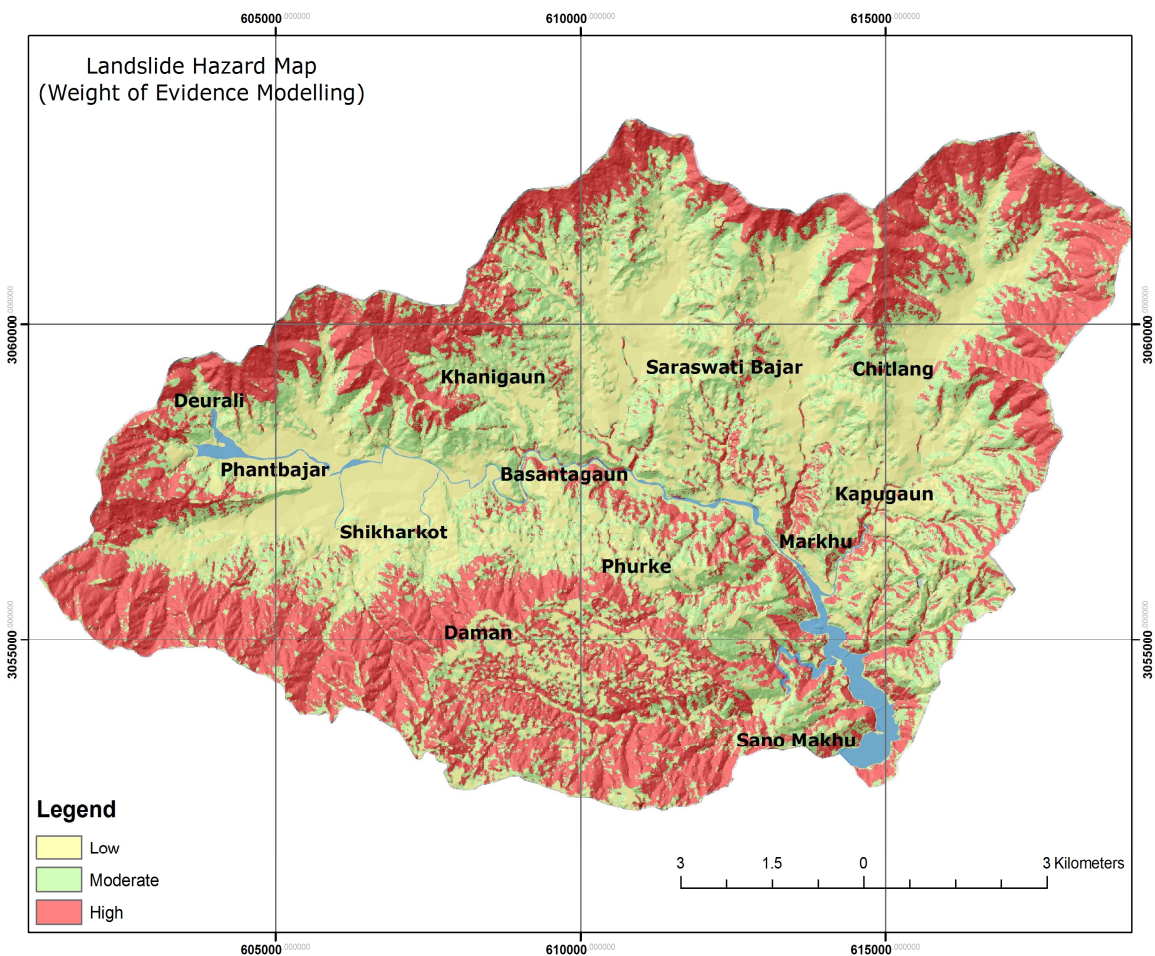 605000.000000 610000.000000 615000.000000
Landslide Hazard Map
(Weight of Evidence Modelling)
3060000.000000
3060000.000000
Khanigaun
Saraswati Bajar
Chitlang
Deurali
Phantbajar
Basantagaun
Kapugaun
Shikharkot
Markhu
Phurke
3055000.000000
3055000.000000
Daman
Sano Makhu
Legend
Low
Moderate
High
3 1.5 0 3 Kilometers
605000.000000 610000.000000 615000.000000